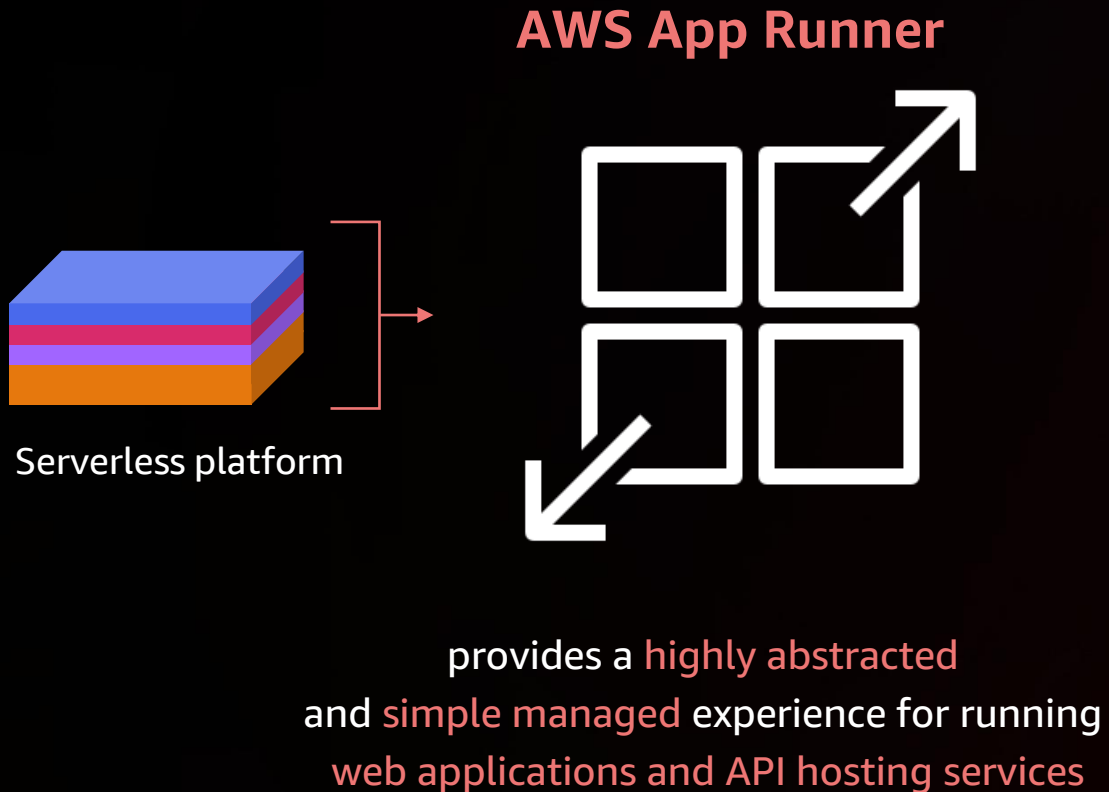 AWS App Runner
Serverless platform
provides a highly abstracted
and simple managed experience for running
web applications and API hosting services